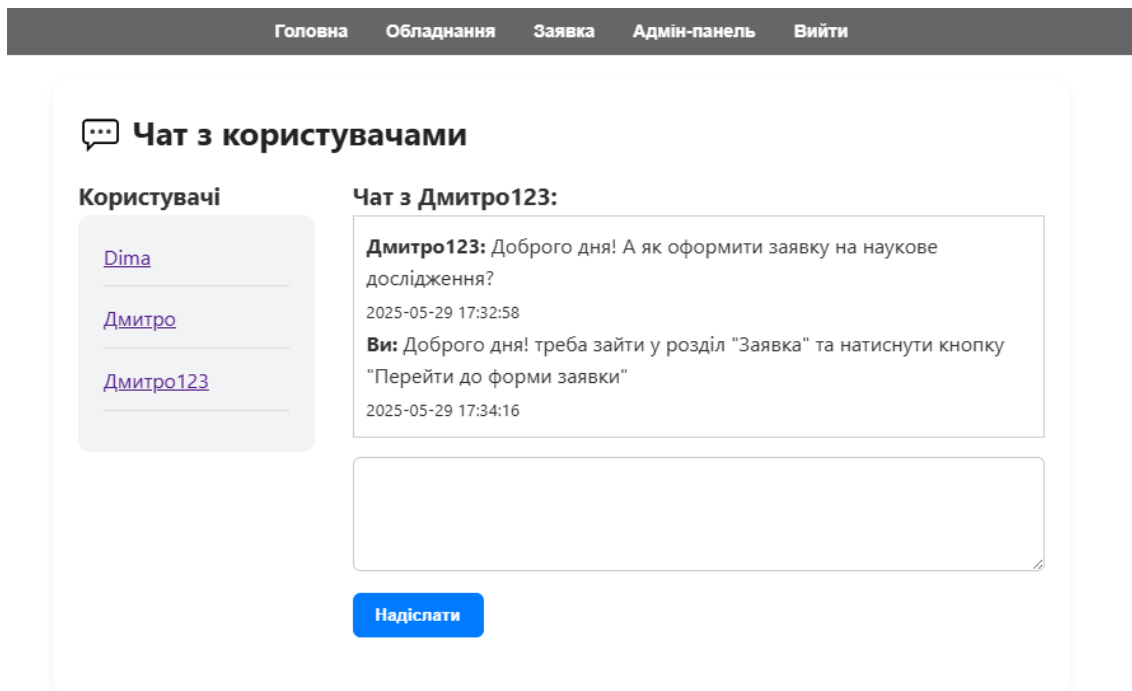 Головна Обладнання Заявка Адмін-панель Вийти
Чат з користувачами
Користувачі
Dima
Дмитро
Дмитро123
Чат з Дмитро123:
Дмитро123: Доброго дня! А як оформити заявку на наукове
дослідження?
2025-05-29 17:32:58
Ви: Доброго дня! треба зайти у розділ "Заявка" та натиснути кнопку
"Перейти до форми заявки"
2025-05-29 17:34:16
Надіслати